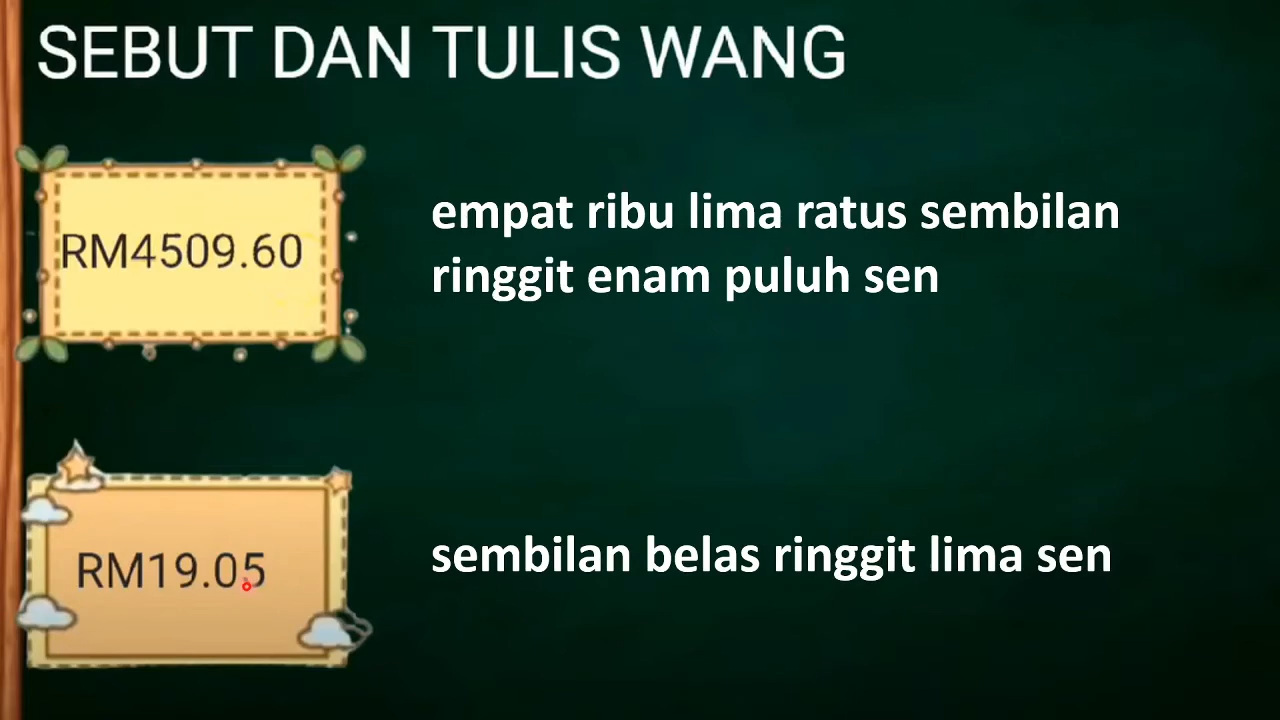 SEBUT DAN TULIS WANG
RM4509.60
empat ribu lima ratus sembilan
ringgit enam puluh sen
RM19.05
sembilan belas ringgit lima sen